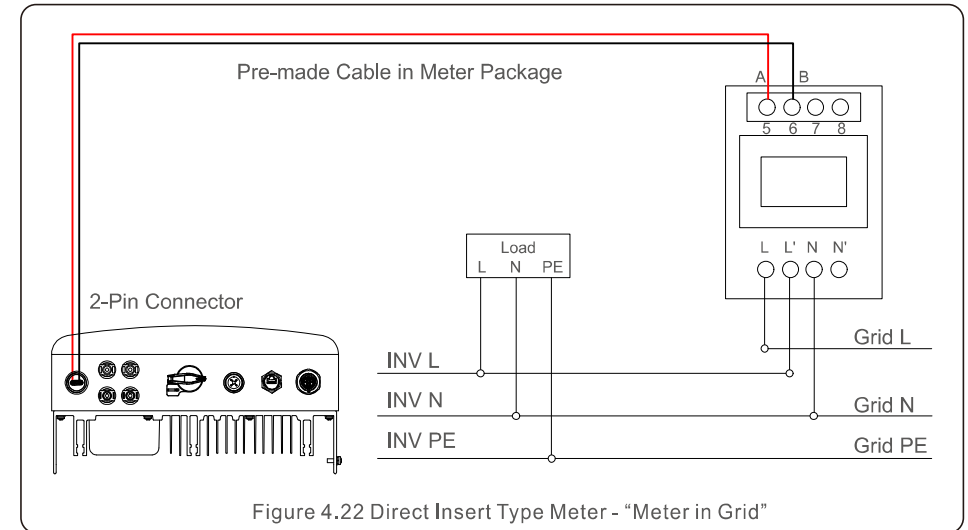 Pre-made Cable in Meter Package
A B
5 6 7 8
Load
L N PE
L L' N N'
2-Pin Connector
Grid L
INV L
INV N
Grid N
INV PE
Grid PE
Figure 4.22 Direct Insert Type Meter - “Meter in Grid”